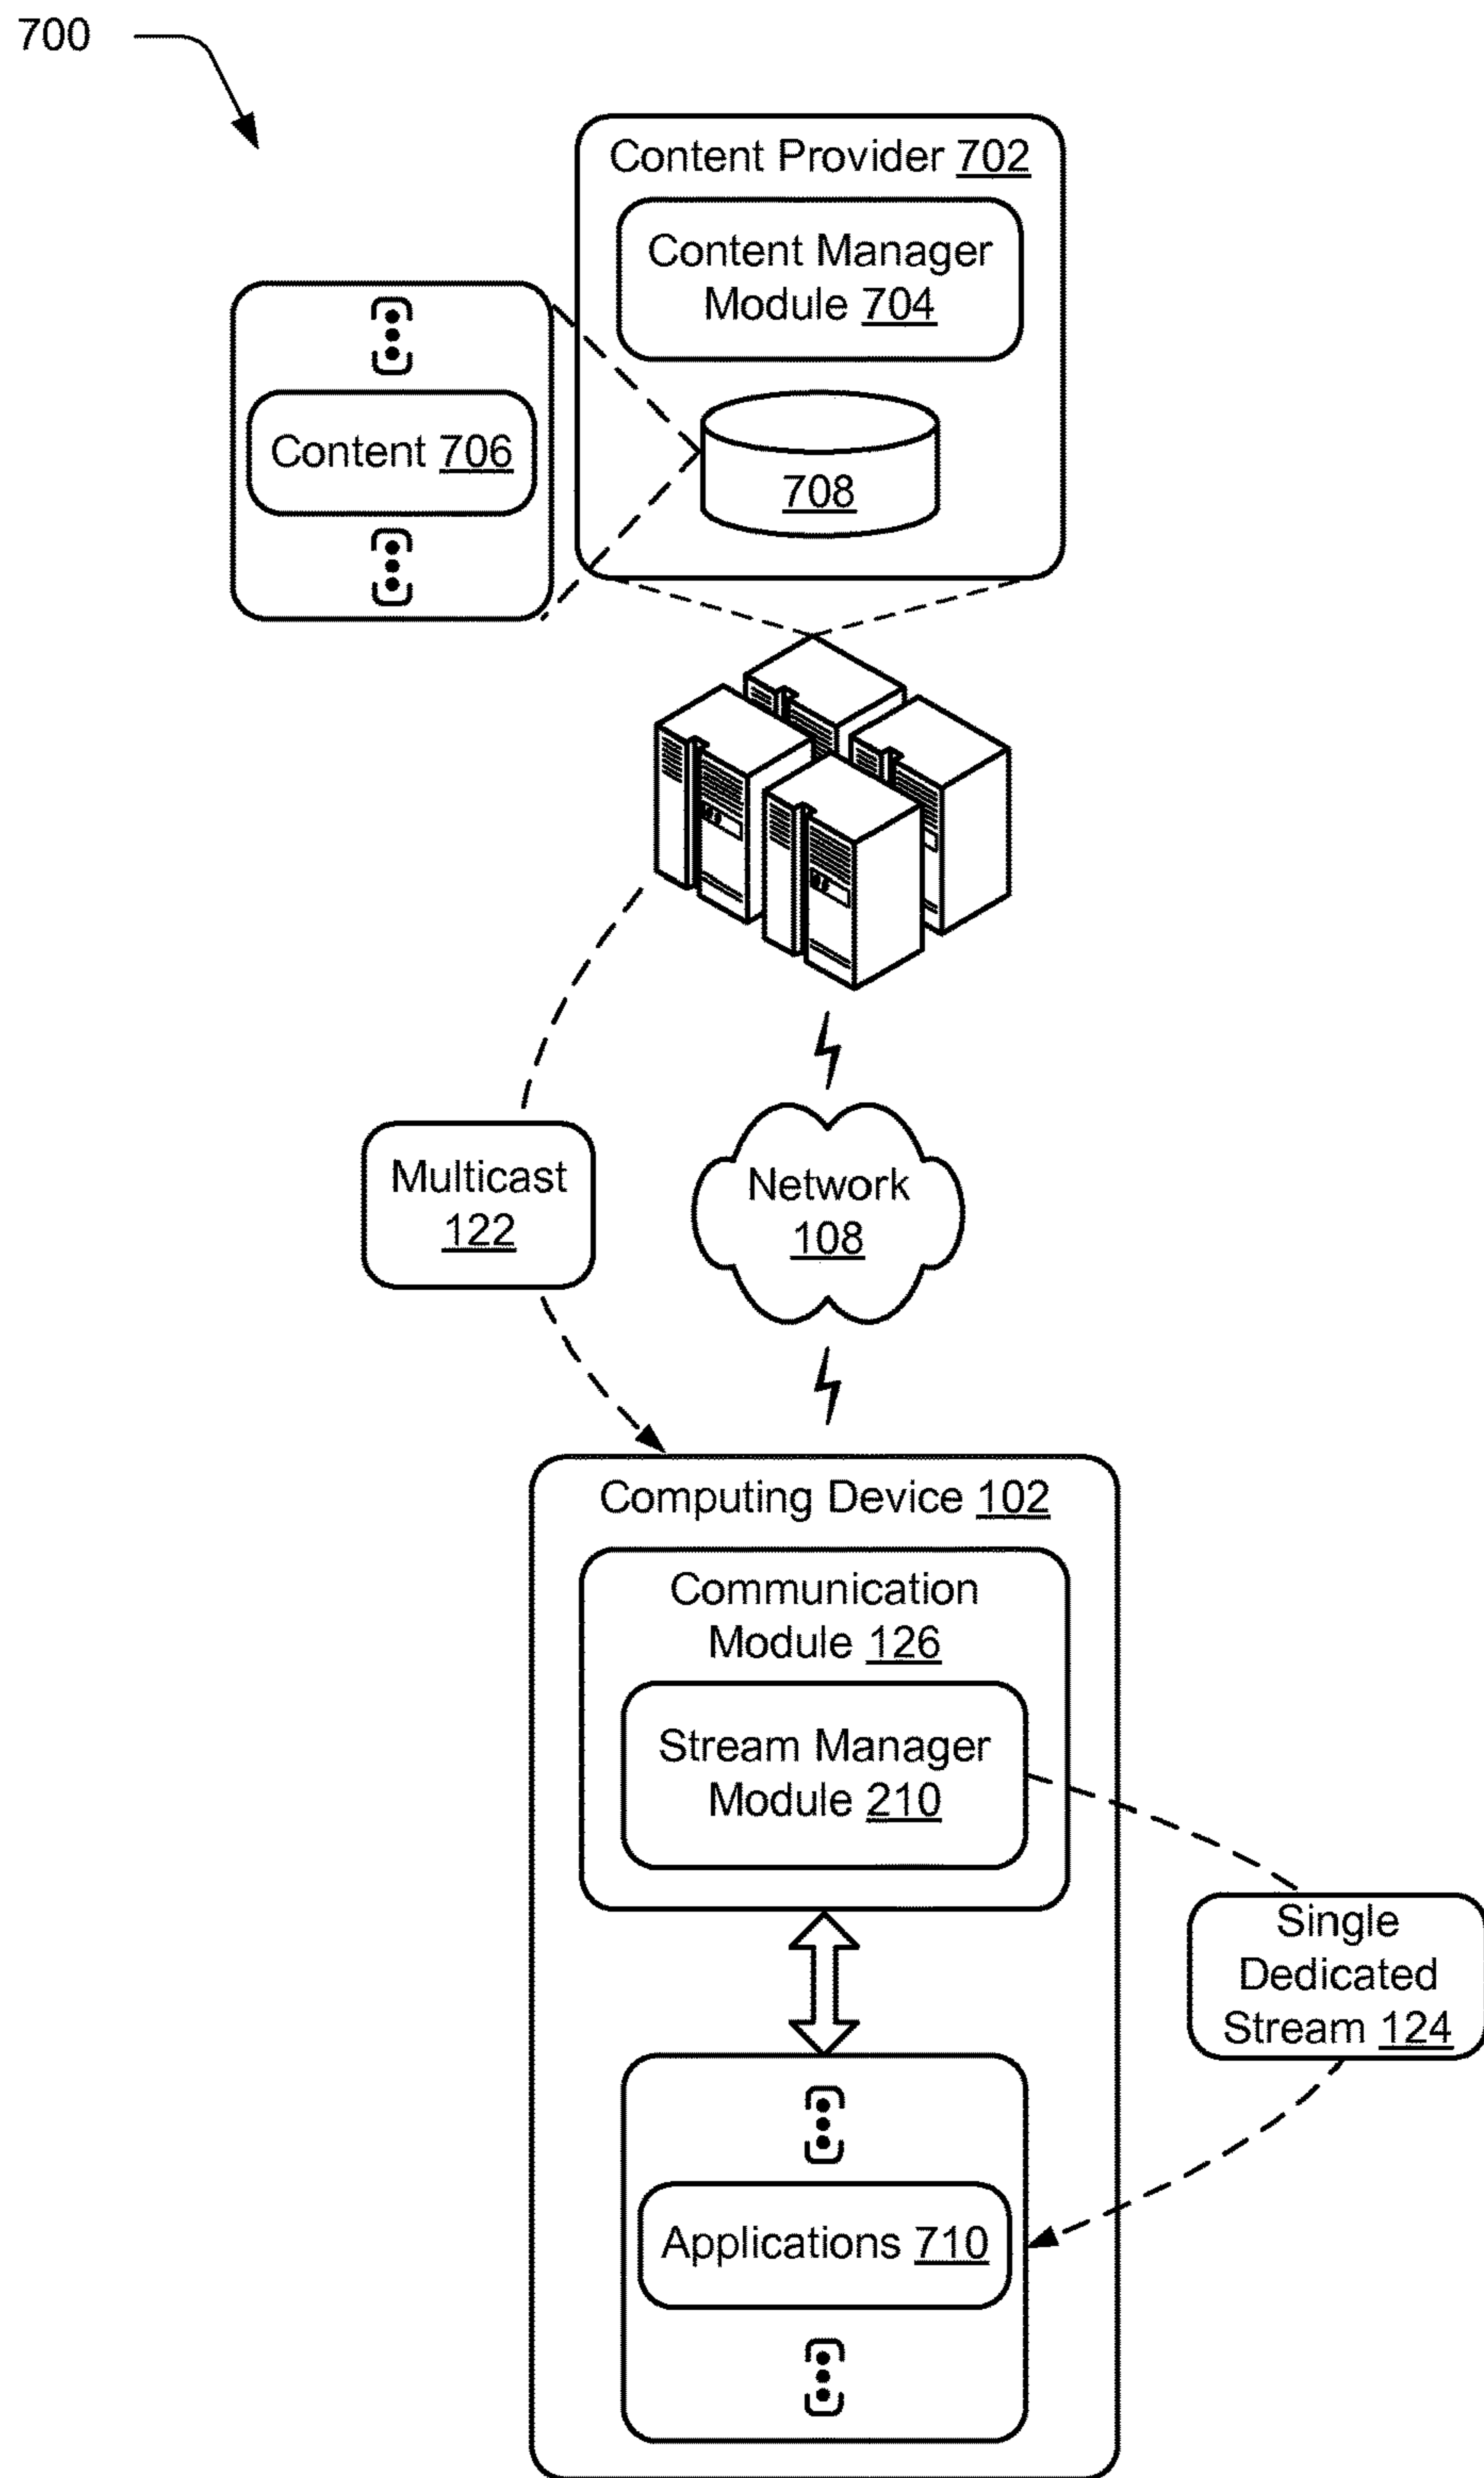 700
Content Provider 702
Content Manager
Module 704
Content 706
708
Multicast
122
Network
108
Computing Device 102
Communication
Module 126
Stream Manager
Module 210
Single
Dedicated
Stream 124
Applications 710